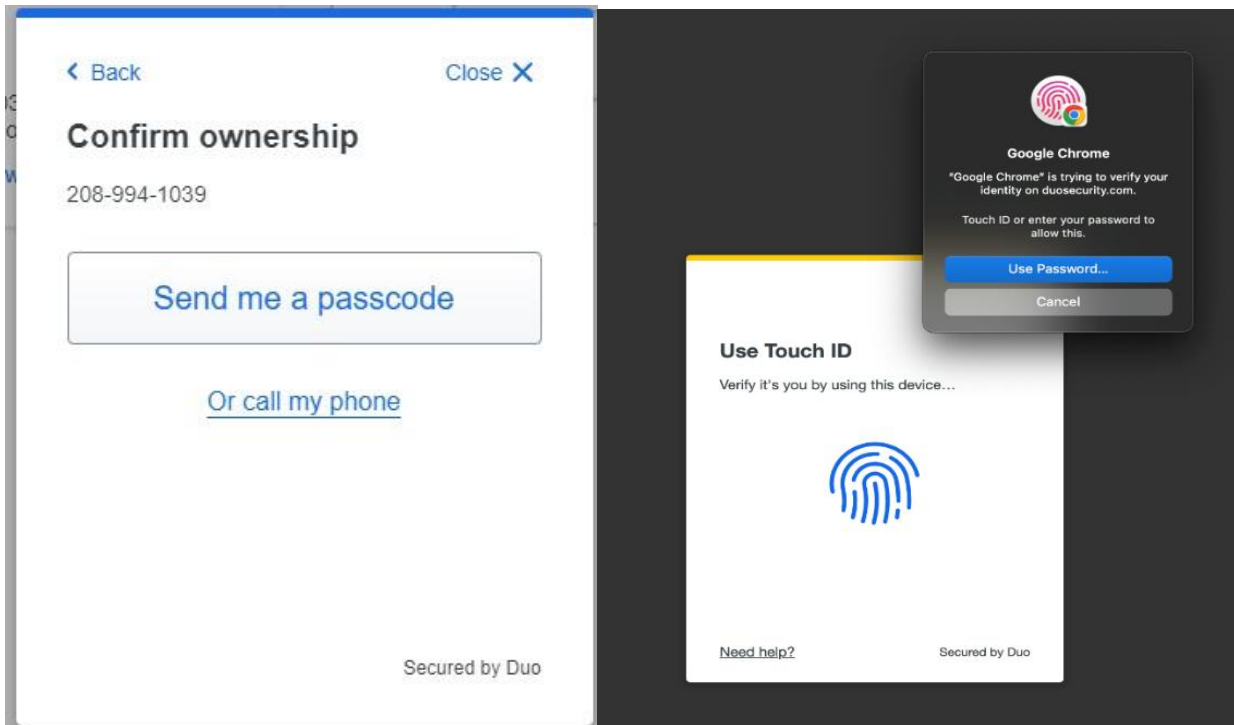 Back
Close
Confirm ownership
208-994-1039
Send me a passcode
Or call my phone
Secured by Duo
Google Chrome
"Google Chrome" is trying to verify your
identity on duosecurity.com.
Touch ID or enter your password to
allow this.
Use Password...
Cancel
Use Touch ID
Verify it's you by using this device...
Need help?
Secured by Duo